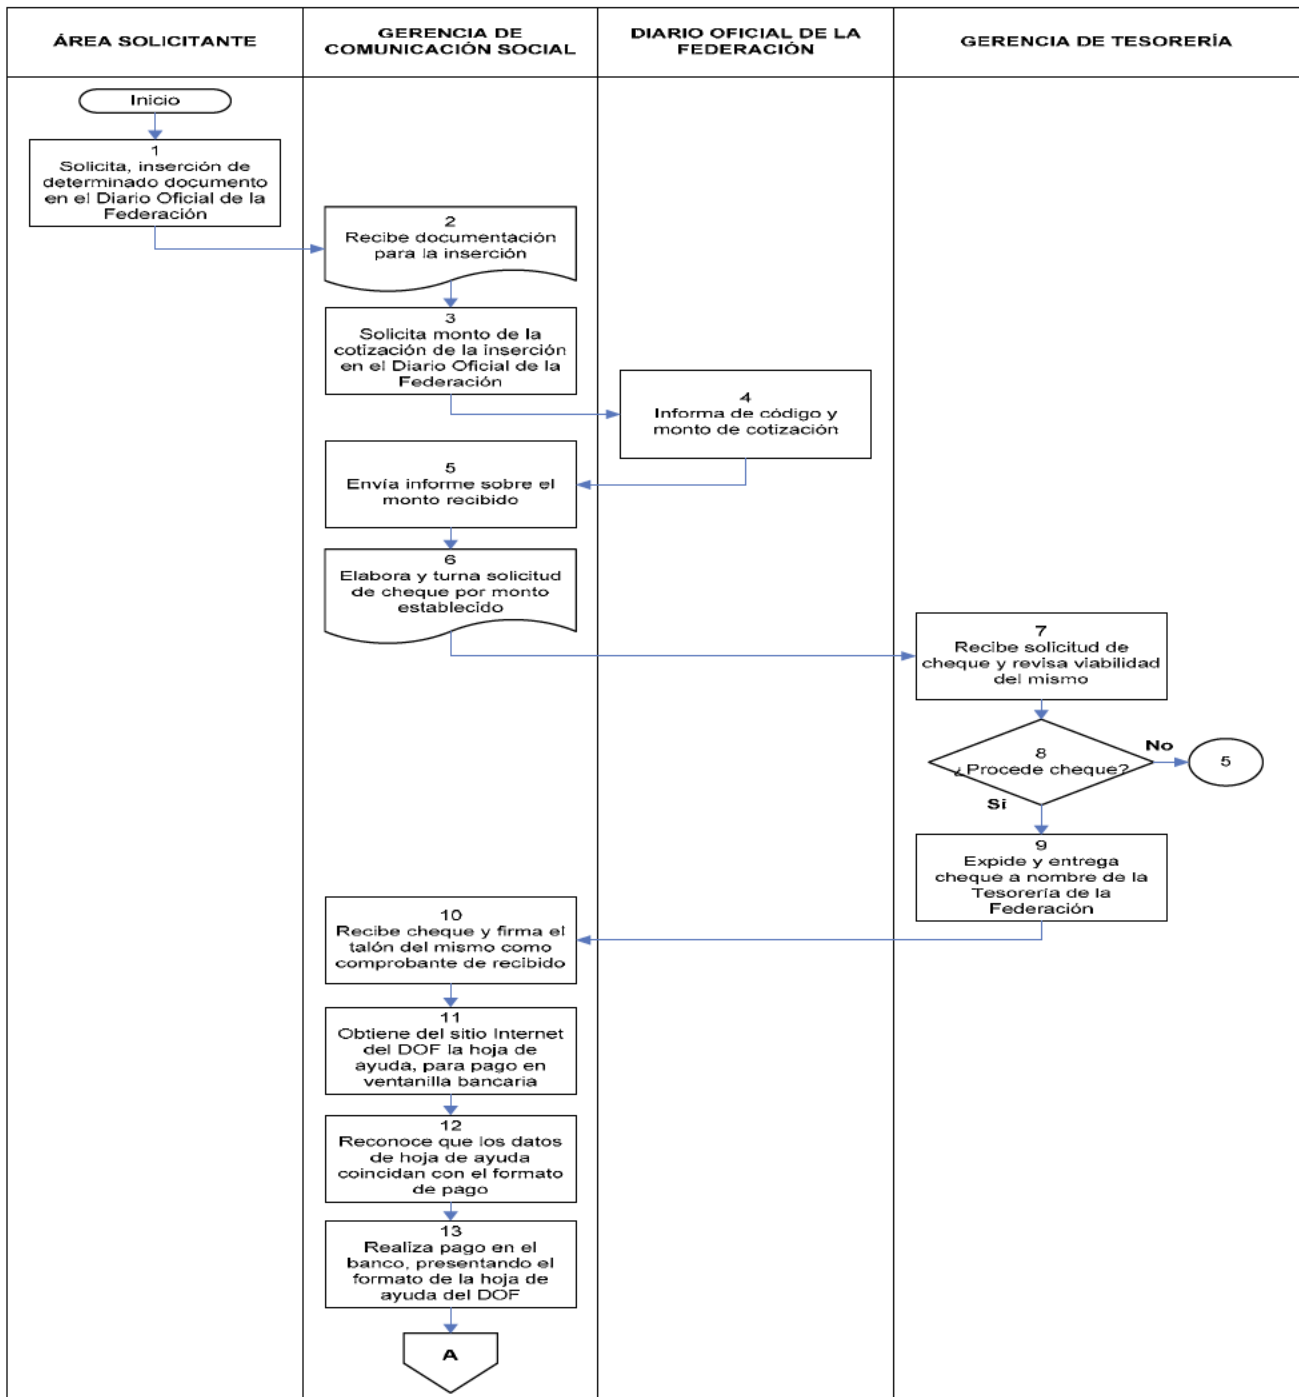 ÁREA SOLICITANTE
GERENCIA DE
COMUNICACIÓN SOCIAL
DIARIO OFICIAL DE LA
FEDERACIÓN
GERENCIA DE TESORERÍA
Inicio
1
Solicita, inserción de
determinado documento
en el Diario Oficial de la
Federación
2
Recibe documentación
para la inserción
3
Solicita monto de la
cotización de la inserción
en el Diario Oficial de la
Federación
4
Informa de código y
monto de cotización
5
Envía informe sobre el
monto recibido
6
Elabora y turna solicitud
de cheque por monto
establecido
7
Recibe solicitud de
cheque y revisa viabilidad
del mismo
8
¿Procede cheque?
No
5
Sí
9
Expide y entrega
cheque a nombre de la
Tesorería de la
Federación
10
Recibe cheque y firma el
talón del mismo como
comprobante de recibido
11
Obtiene del sitio Internet
del DOF la hoja de
ayuda, para pago en
ventanilla bancaria
12
Reconoce que los datos
de hoja de ayuda
coincidan con el formato
de pago
13
Realiza pago en el
banco, presentando el
formato de la hoja de
ayuda del DOF
A